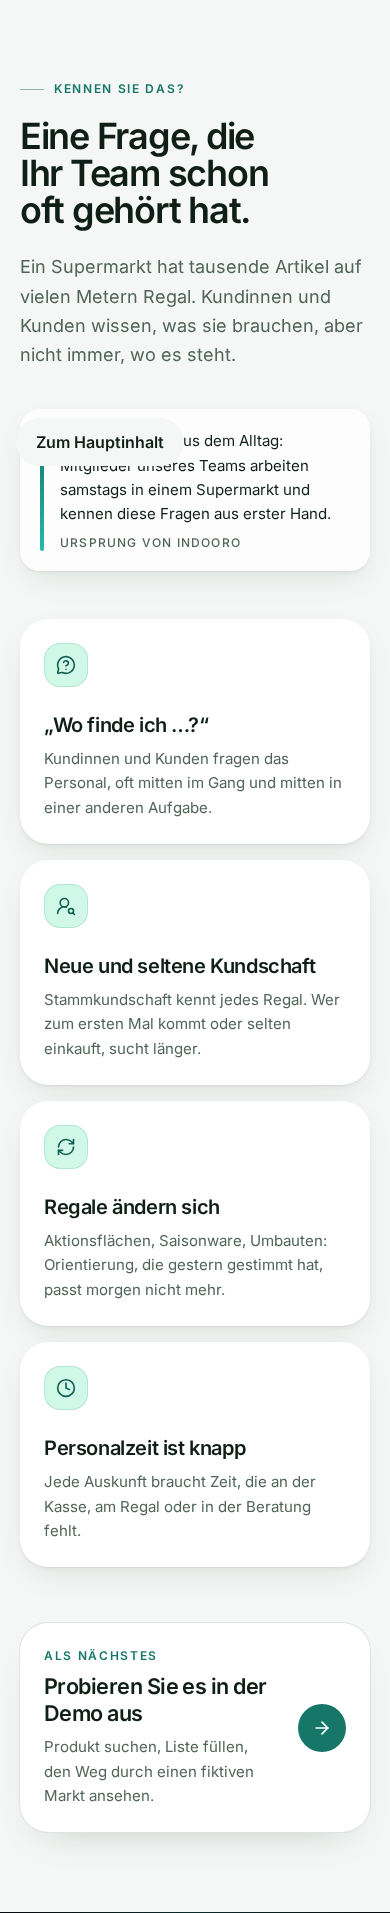 KENNEN SIE DAS?
Eine Frage, die
Ihr Team schon
oft gehört hat.
Ein Supermarkt hat tausende Artikel auf
vielen Metern Regal. Kundinnen und
Kunden wissen, was sie brauchen, aber
nicht immer, wo es steht.
Zum Hauptinhalt
us dem Alltag:
Mitglieder unseres Teams arbeiten
samstags in einem Supermarkt und
kennen diese Fragen aus erster Hand.
URSPRUNG VON INDOORO
„Wo finde ich …?“
Kundinnen und Kunden fragen das
Personal, oft mitten im Gang und mitten in
einer anderen Aufgabe.
Neue und seltene Kundschaft
Stammkundschaft kennt jedes Regal. Wer
zum ersten Mal kommt oder selten
einkauft, sucht länger.
Regale ändern sich
Aktionsflächen, Saisonware, Umbauten:
Orientierung, die gestern gestimmt hat,
passt morgen nicht mehr.
Personalzeit ist knapp
Jede Auskunft braucht Zeit, die an der
Kasse, am Regal oder in der Beratung
fehlt.
ALS NÄCHSTES
Probieren Sie es in der
Demo aus
Produkt suchen, Liste füllen,
den Weg durch einen fiktiven
Markt ansehen.